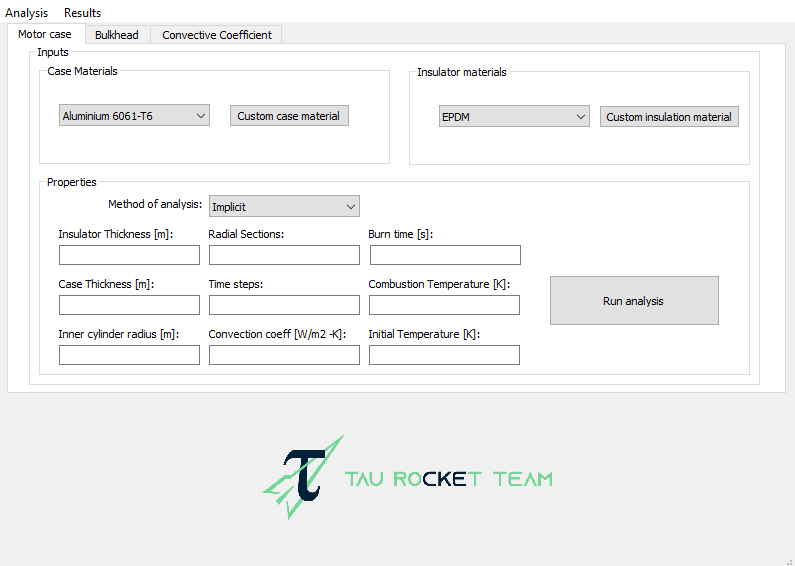 Analysis Results
Motor case Bulkhead Convective Coefficient
Inputs
Case Materials Insulator materials
Aluminium 6061-T6 Custom case material EPDM Custom insulation material
Properties
Method of analysis: Implicit
Insulator Thickness [m]: Radial Sections: Burn time [s]:
Case Thickness [m]: Time steps: Combustion Temperature [K]:
Run analysis
Inner cylinder radius [m]: Convection coeff [W/m2 -K]: Initial Temperature [K]:
τ TAU ROCKET TEAM